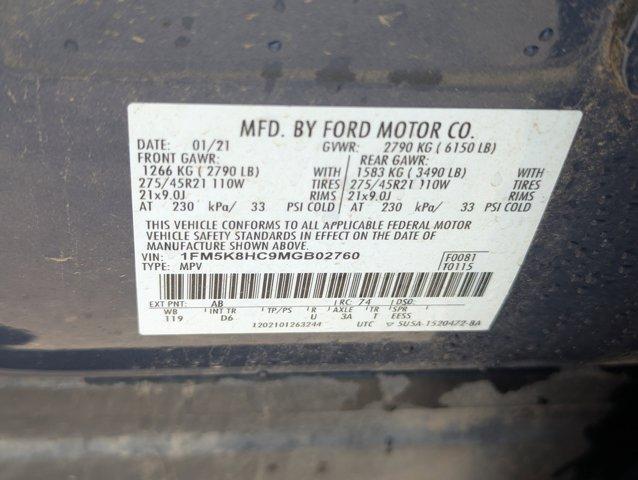 MFD. BY FORD MOTOR CO.
DATE: 01/21 GVWR: 2790 KG ( 6150 LB)
FRONT GAWR: REAR GAWR:
1266 KG ( 2790 LB) WITH 1583 KG ( 3490 LB) WITH
275/45R21 110W TIRES 275/45R21 110W TIRES
21x9.0J RIMS 21x9.0J RIMS
AT 230 kPa/ 33 PSI COLD AT 230 kPa/ 33 PSI COLD
THIS VEHICLE CONFORMS TO ALL APPLICABLE FEDERAL MOTOR
VEHICLE SAFETY STANDARDS IN EFFECT ON THE DATE OF
MANUFACTURE SHOWN ABOVE.
VIN: 1FM5K8HC9MGB02760 F0081
TYPE: MPV T0115
EXT PNT: AB RC: 74 DSO:
WB INT TR TP/PS R AXLE TR SPR
119 D6 U 3A T EESS
1202101263244 UTC 5U5A-1520472-BA